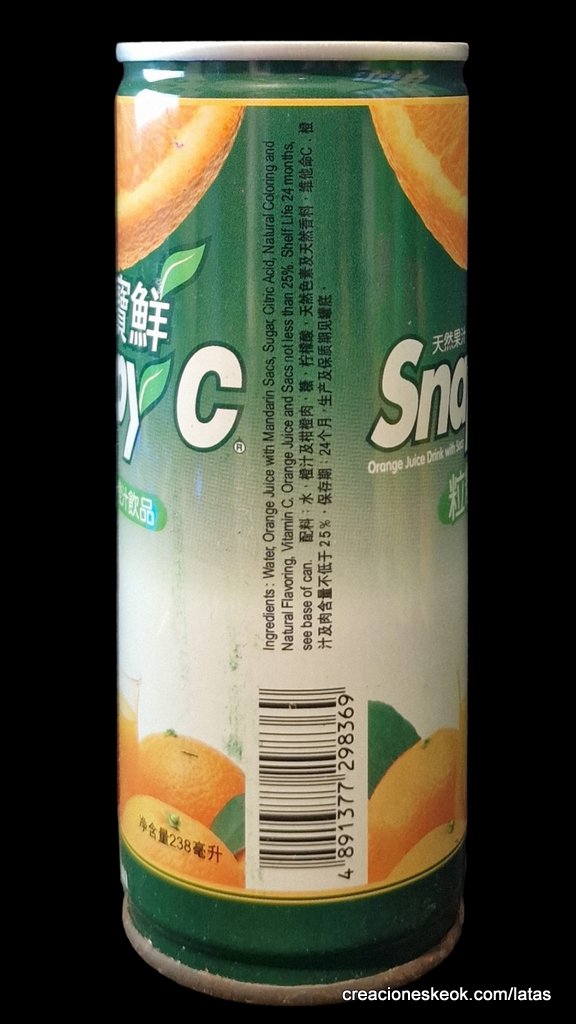 寶鮮
py C
®
汁飲品
天然果汁
Sna
Orange Juice Drink with Sacs
粒
Ingredients : Water, Orange Juice with Mandarin Sacs, Sugar, Citric Acid, Natural Coloring and
Natural Flavoring, Vitamin C. Orange Juice and Sacs not less than 25%. Shelf Life 24 months,
see base of can. 配料：水，橙汁及柑橙肉，糖，柠檬酸，天然色素及天然香料，维他命C．橙
汁及肉含量不低于25%，保存期：24个月，生产及保质期见罐底．
4 891377 298369
净含量238毫升
creacioneskeok.com/latas